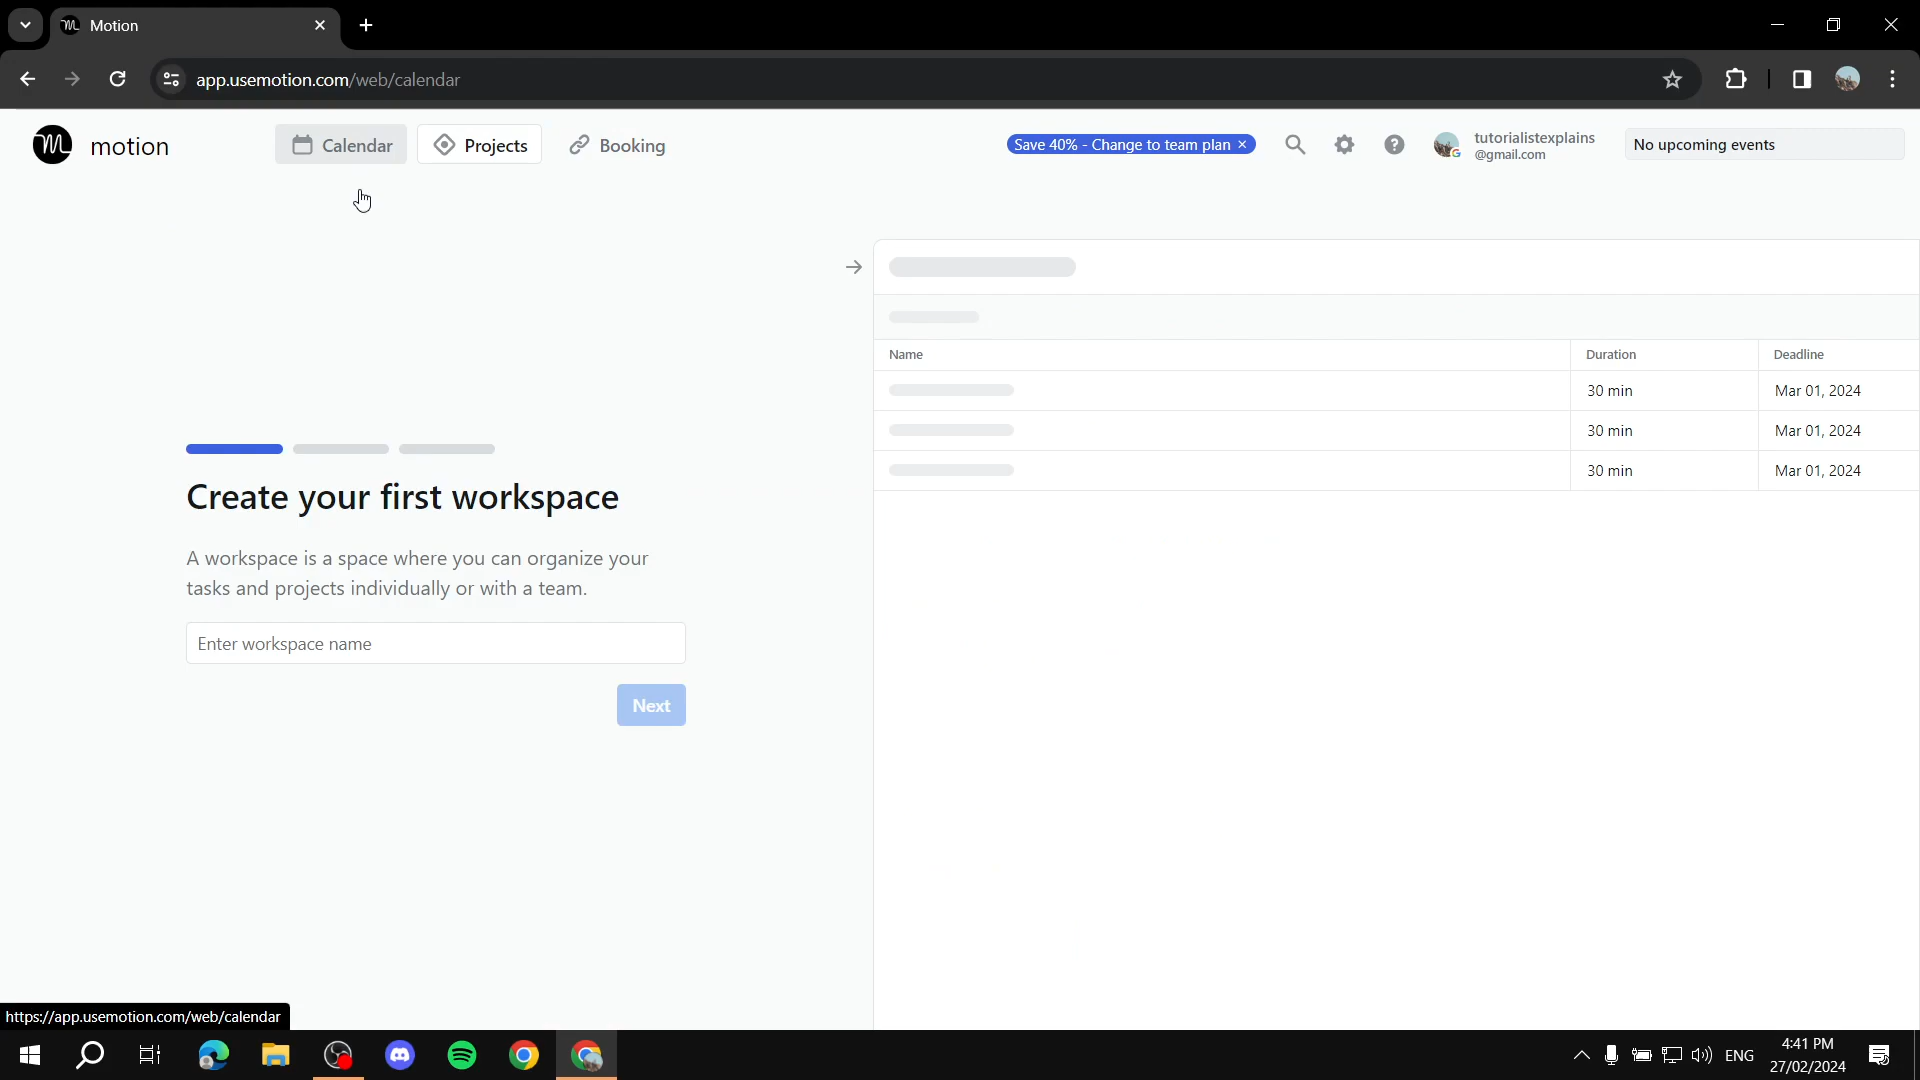 Motion
app.usemotion.com/web/calendar
motion
Calendar
Projects
Booking
Save 40% - Change to team plan ×
tutorialistexplains
@gmail.com
No upcoming events
Name
Duration
Deadline
30 min
Mar 01, 2024
30 min
Mar 01, 2024
30 min
Mar 01, 2024
Create your first workspace
A workspace is a space where you can organize your
tasks and projects individually or with a team.
Enter workspace name
Next
https://app.usemotion.com/web/calendar
ENG
4:41 PM
27/02/2024